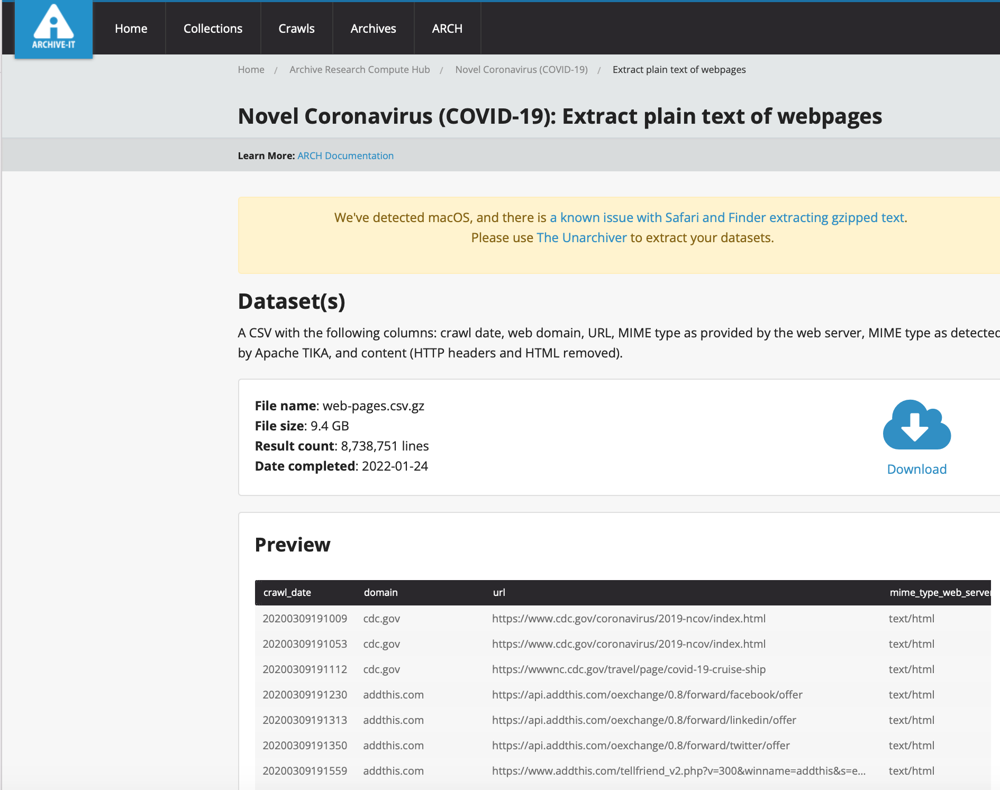 ARCHIVE-IT
Home
Collections
Crawls
Archives
ARCH
Home / Archive Research Compute Hub / Novel Coronavirus (COVID-19) / Extract plain text of webpages
Novel Coronavirus (COVID-19): Extract plain text of webpages
Learn More: ARCH Documentation
We've detected macOS, and there is a known issue with Safari and Finder extracting gzipped text.
Please use The Unarchiver to extract your datasets.
Dataset(s)
A CSV with the following columns: crawl date, web domain, URL, MIME type as provided by the web server, MIME type as detected
by Apache TIKA, and content (HTTP headers and HTML removed).
File name: web-pages.csv.gz
File size: 9.4 GB
Result count: 8,738,751 lines
Date completed: 2022-01-24
Download
Preview
crawl_date domain url mime_type_web_server
20200309191009 cdc.gov https://www.cdc.gov/coronavirus/2019-ncov/index.html text/html
20200309191053 cdc.gov https://www.cdc.gov/coronavirus/2019-ncov/index.html text/html
20200309191112 cdc.gov https://wwwnc.cdc.gov/travel/page/covid-19-cruise-ship text/html
20200309191230 addthis.com https://api.addthis.com/oexchange/0.8/forward/facebook/offer text/html
20200309191313 addthis.com https://api.addthis.com/oexchange/0.8/forward/linkedin/offer text/html
20200309191350 addthis.com https://api.addthis.com/oexchange/0.8/forward/twitter/offer text/html
20200309191559 addthis.com https://www.addthis.com/tellfriend_v2.php?v=300&winname=addthis&s=e... text/html